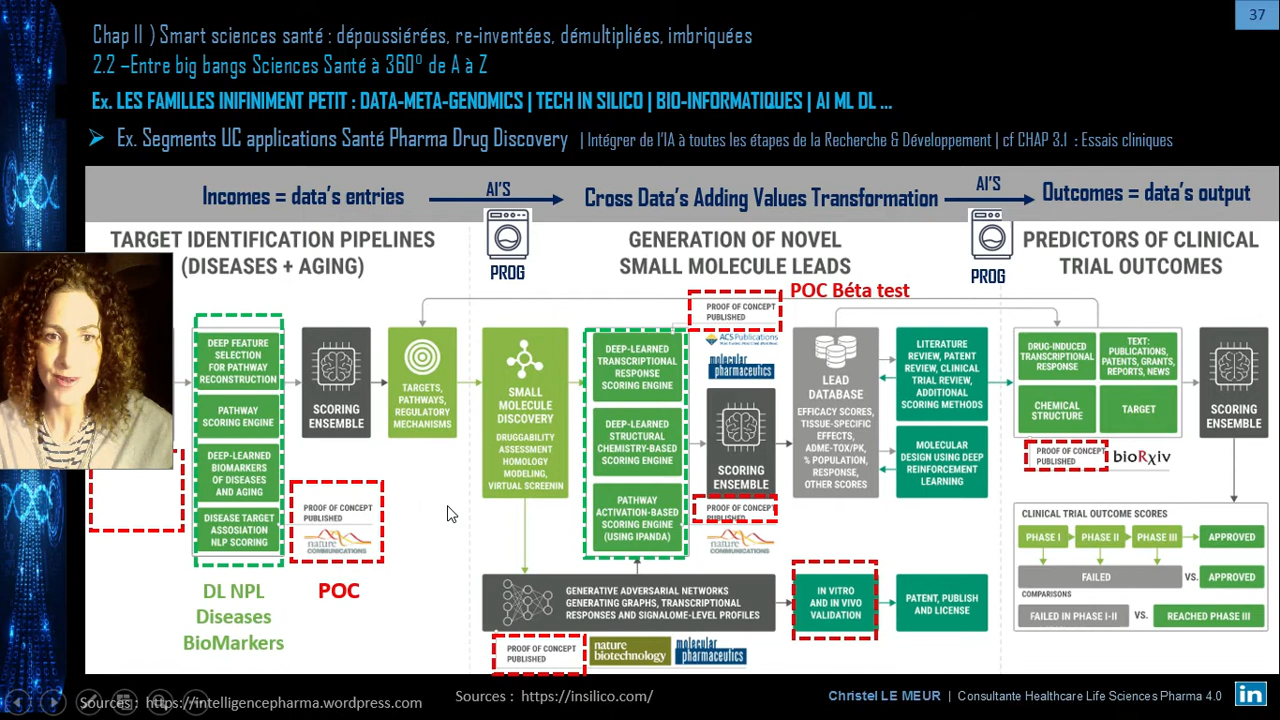 37
Chap II ) Smart sciences santé : dépoussiérées, re-inventées, démultipliées, imbriquées
2.2 –Entre big bangs Sciences Santé à 360° de A à Z
Ex. LES FAMILLES INIFINIMENT PETIT : DATA-META-GENOMICS | TECH IN SILICO | BIO-INFORMATIQUES | AI ML DL ...
➢ Ex. Segments UC applications Santé Pharma Drug Discovery | Intégrer de l'IA à toutes les étapes de la Recherche & Développement | cf CHAP 3.1 : Essais cliniques
Incomes = data's entries
AI'S
Cross Data's Adding Values Transformation
AI'S
Outcomes = data's output
PROG
PROG
TARGET IDENTIFICATION PIPELINES
(DISEASES + AGING)
GENERATION OF NOVEL
SMALL MOLECULE LEADS
PREDICTORS OF CLINICAL
TRIAL OUTCOMES
DEEP FEATURE
SELECTION
FOR PATHWAY
RECONSTRUCTION
PATHWAY
SCORING ENGINE
DEEP-LEARNED
BIOMARKERS
OF DISEASES
AND AGING
DISEASE TARGET
ASSOSIATION
NLP SCORING
DL NPL
Diseases
BioMarkers
SCORING
ENSEMBLE
PROOF OF CONCEPT
PUBLISHED
nature
COMMUNICATIONS
POC
TARGETS,
PATHWAYS,
REGULATORY
MECHANISMS
SMALL
MOLECULE
DISCOVERY
DRUGGABILITY
ASSESSMENT
HOMOLOGY
MODELING,
VIRTUAL SCREENIN
DEEP-LEARNED
TRANSCRIPTIONAL
RESPONSE
SCORING ENGINE
DEEP-LEARNED
STRUCTURAL
CHEMISTRY-BASED
SCORING ENGINE
PATHWAY
ACTIVATION-BASED
SCORING ENGINE
(USING IPANDA)
PROOF OF CONCEPT
PUBLISHED
POC Béta test
ACS Publications
molecular
pharmaceutics
SCORING
ENSEMBLE
PROOF OF CONCEPT
PUBLISHED
nature
COMMUNICATIONS
LEAD
DATABASE
EFFICACY SCORES,
TISSUE-SPECIFIC
EFFECTS,
ADME-TOX/PK,
% POPULATION,
RESPONSE,
OTHER SCORES
LITERATURE
REVIEW, PATENT
REVIEW, CLINICAL
TRIAL REVIEW,
ADDITIONAL
SCORING METHODS
MOLECULAR
DESIGN USING DEEP
REINFORCEMENT
LEARNING
GENERATIVE ADVERSARIAL NETWORKS
GENERATING GRAPHS, TRANSCRIPTIONAL
RESPONSES AND SIGNALOME-LEVEL PROFILES
IN VITRO
AND IN VIVO
VALIDATION
PATENT, PUBLISH
AND LICENSE
PROOF OF CONCEPT
PUBLISHED
nature
biotechnology
molecular
pharmaceutics
DRUG-INDUCED
TRANSCRIPTIONAL
RESPONSE
TEXT:
PUBLICATIONS,
PATENTS, GRANTS,
REPORTS, NEWS
CHEMICAL
STRUCTURE
TARGET
SCORING
ENSEMBLE
PROOF OF CONCEPT
PUBLISHED
bioRxiv
CLINICAL TRIAL OUTCOME SCORES
PHASE I
PHASE II
PHASE III
APPROVED
FAILED
VS.
APPROVED
COMPARISONS
FAILED IN PHASE I-II
VS.
REACHED PHASE III
Sources : https://intelligencepharma.wordpress.com
Sources : https://insilico.com/
Christel LE MEUR | Consultante Healthcare Life Sciences Pharma 4.0
in